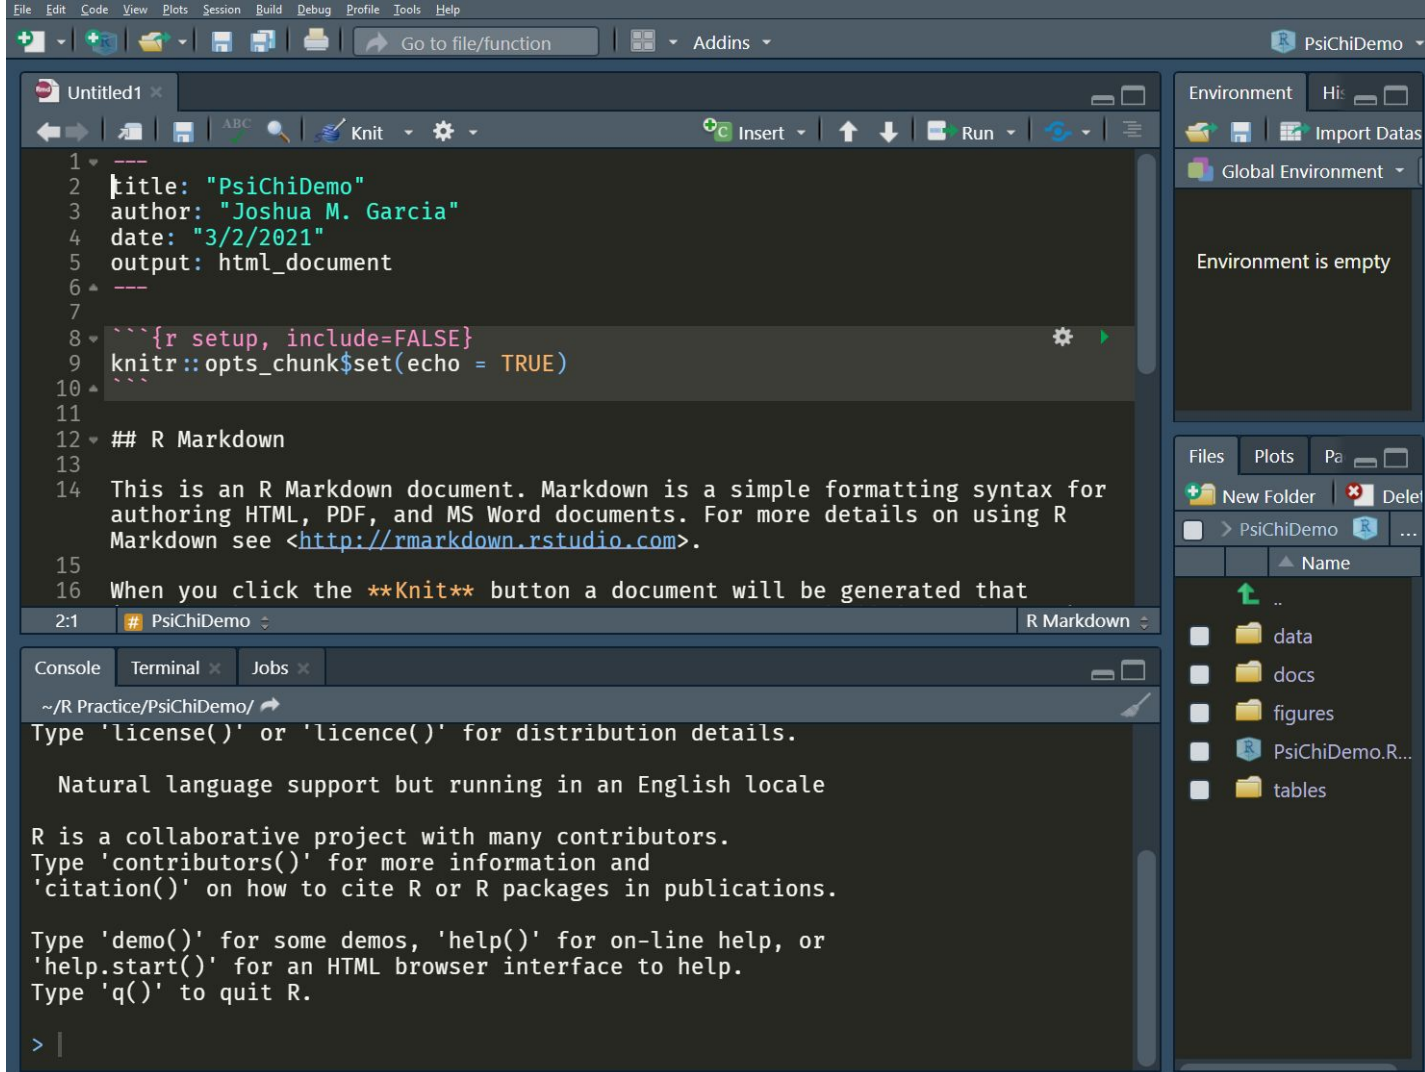 File Edit Code View Plots Session Build Debug Profile Tools Help
Go to file/function Addins PsiChiDemo
Untitled1
ABC Knit Insert Run
1 ---
2 title: "PsiChiDemo"
3 author: "Joshua M. Garcia"
4 date: "3/2/2021"
5 output: html_document
6 ---
7
8 ```{r setup, include=FALSE}
9 knitr::opts_chunk$set(echo = TRUE)
10 ```
11
12 ## R Markdown
13
14 This is an R Markdown document. Markdown is a simple formatting syntax for
authoring HTML, PDF, and MS Word documents. For more details on using R
Markdown see <http://rmarkdown.rstudio.com>.
15
16 When you click the **Knit** button a document will be generated that
2:1 # PsiChiDemo R Markdown
Console Terminal Jobs
~/R Practice/PsiChiDemo/
Type 'license()' or 'licence()' for distribution details.
Natural language support but running in an English locale
R is a collaborative project with many contributors.
Type 'contributors()' for more information and
'citation()' on how to cite R or R packages in publications.
Type 'demo()' for some demos, 'help()' for on-line help, or
'help.start()' for an HTML browser interface to help.
Type 'q()' to quit R.
>
Environment His
Import Datas
Global Environment
Environment is empty
Files Plots Pa
New Folder Delet
> PsiChiDemo ...
Name
..
data
docs
figures
PsiChiDemo.R...
tables